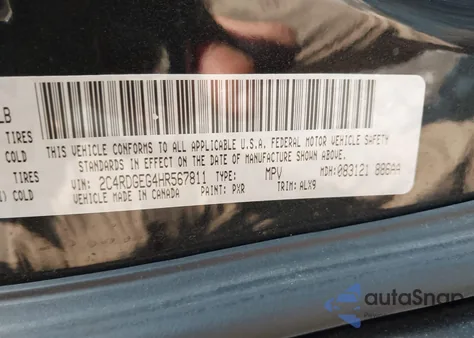 LB
TIRES
) COLD
TIRES
) COLD
THIS VEHICLE CONFORMS TO ALL APPLICABLE U.S.A. FEDERAL MOTOR VEHICLE SAFETY
STANDARDS IN EFFECT ON THE DATE OF MANUFACTURE SHOWN ABOVE.
VIN: 2C4RDGEG4HR567811 TYPE: MPV MDH: 083121 886AA
VEHICLE MADE IN CANADA PAINT: PXR TRIM: ALX9
autoSnap